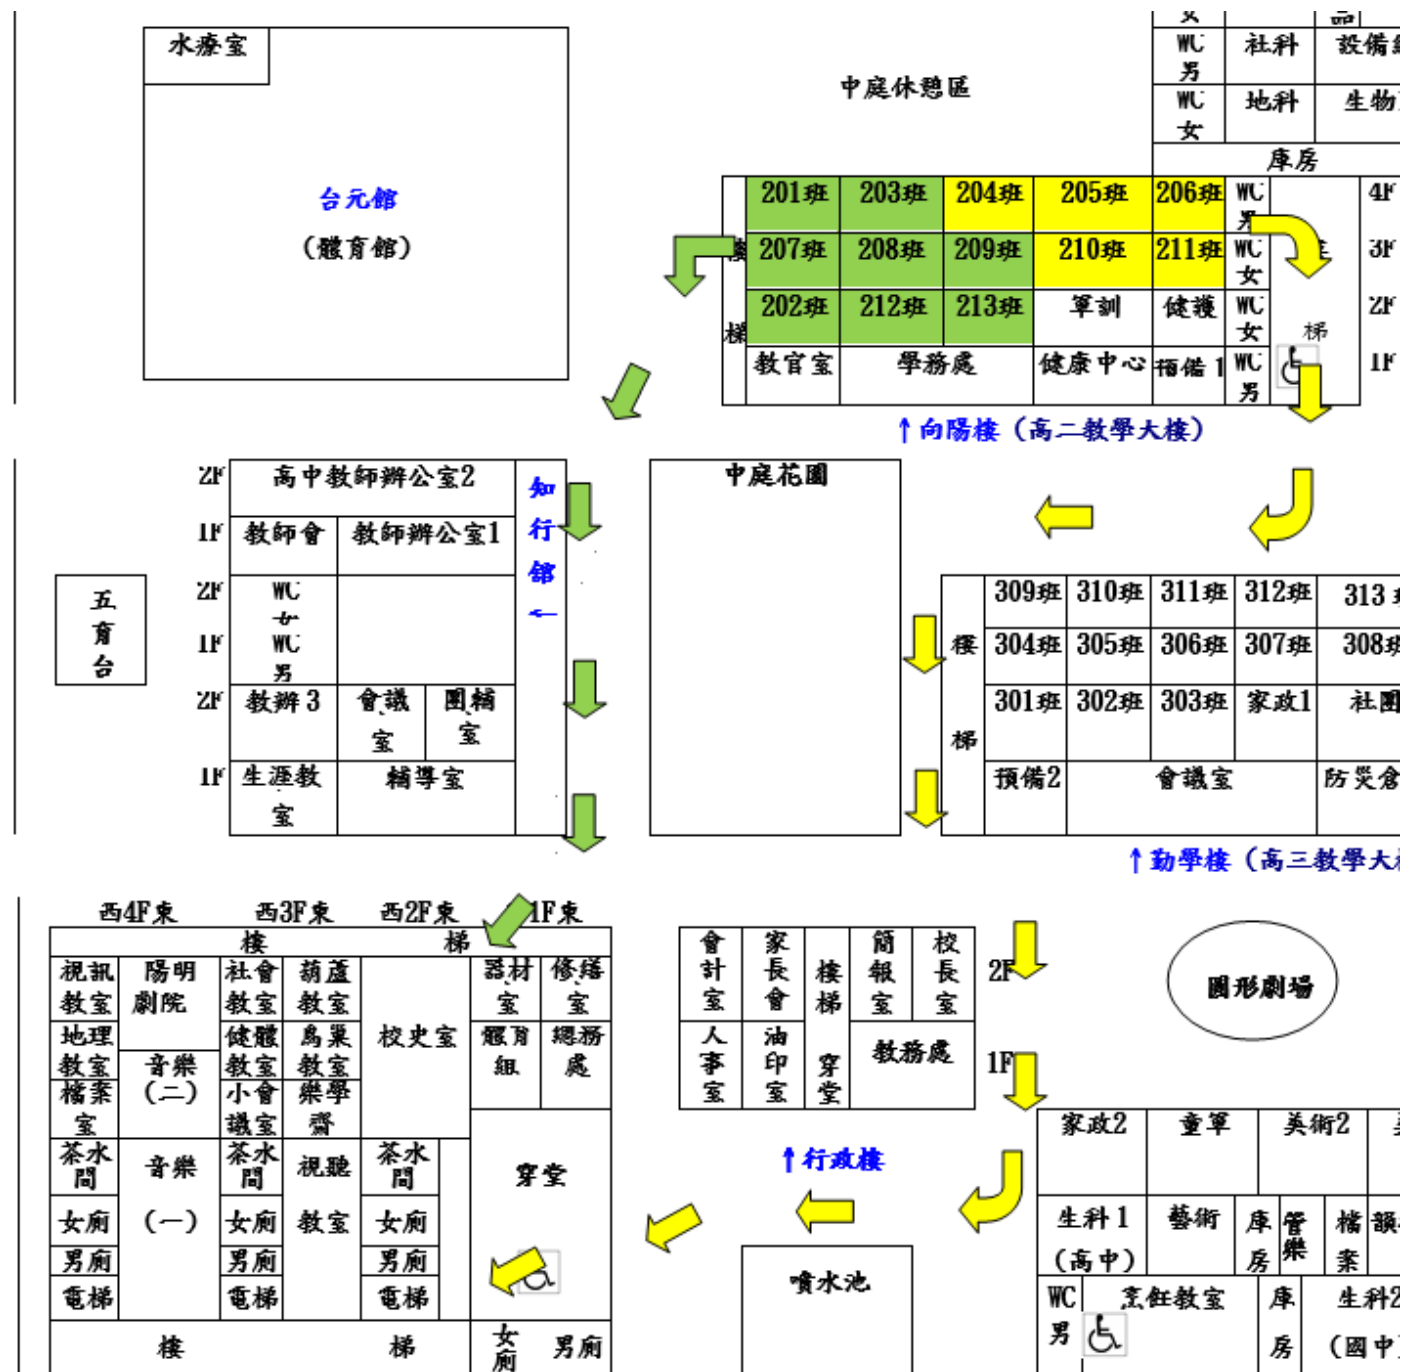 水療室
台元館
(體育館)
中庭休憩區
女
WC
男
社科
設備
WC
女
地科
生物
庫房
樓
梯
201班 203班 204班 205班 206班 WC男 4F
207班 208班 209班 210班 211班 WC女 3F
202班 212班 213班 軍訓 健護 WC女 2F
教官室 學務處 健康中心 預備1 WC男 1F
梯
↑向陽樓 (高二教學大樓)
2F 高中教師辦公室2
1F 教師會 教師辦公室1
2F WC女
1F WC男
2F 教辦3 會議室 團輔室
1F 生涯教室 輔導室
知行館←
五育台
中庭花園
樓
梯
309班 310班 311班 312班 313
304班 305班 306班 307班 308班
301班 302班 303班 家政1 社團
預備2 會議室 防災倉
↑勤學樓 (高三教學大
西4F東 西3F東 西2F東 1F東
樓 梯
視訊教室 陽明劇院 社會教室 葫蘆教室 校史室 器材室 修繕室
地理教室 音樂(二) 健體教室 鳥巢教室 體育組 總務處
檔案室 小會議室 樂學齋
茶水間 音樂(一) 茶水間 視聽教室 茶水間 穿堂
女廁 女廁 女廁
男廁 男廁 男廁
電梯 電梯 電梯
樓 梯 女廁 男廁
會計室 家長會 樓梯 簡報室 校長室 2F
人事室 油印室 穿堂 教務處 1F
↑行政樓
噴水池
圓形劇場
家政2 童軍 美術2
生科1(高中) 藝術 庫房 管樂 檔案 韻
WC男 烹飪教室 庫房 生科2(國中